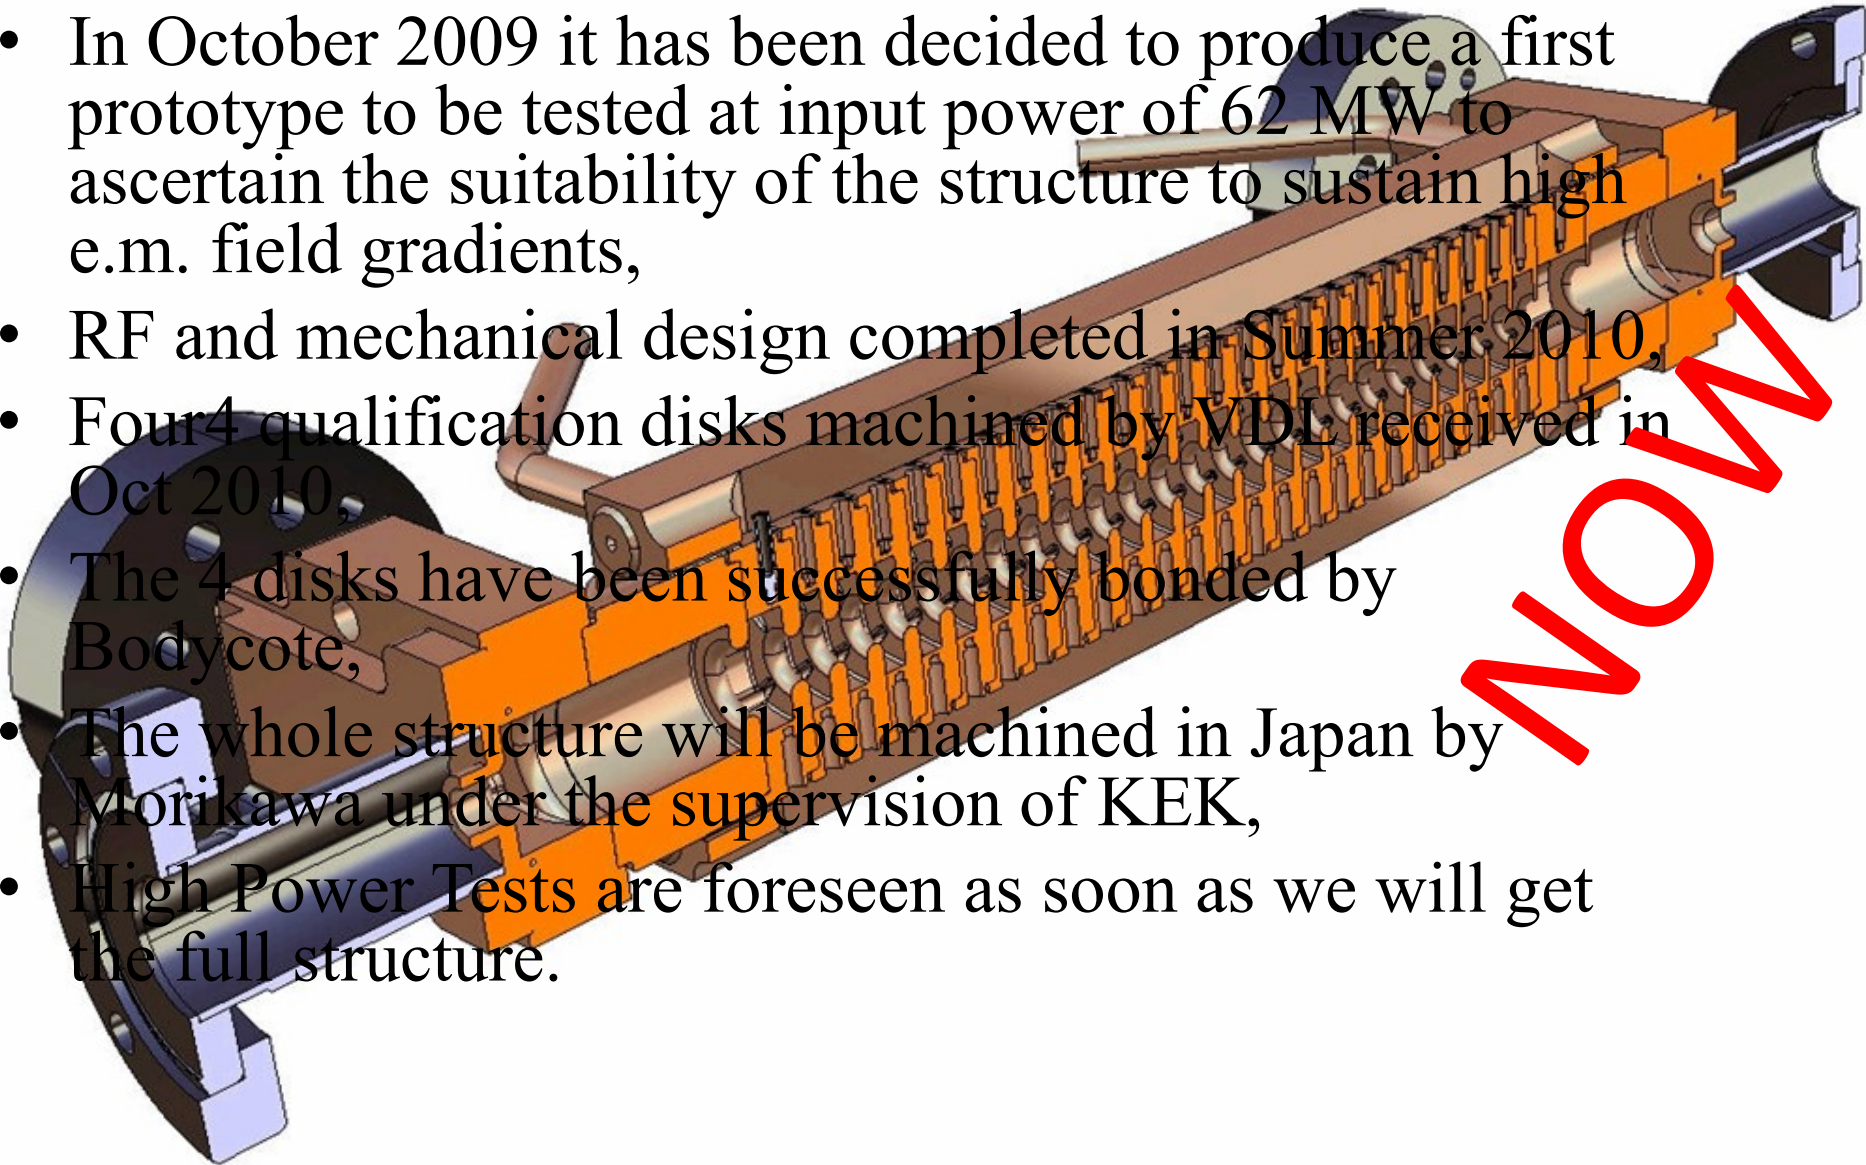 • In October 2009 it has been decided to produce a first
prototype to be tested at input power of 62 MW to
ascertain the suitability of the structure to sustain high
e.m. field gradients,
• RF and mechanical design completed in Summer 2010,
• Four4 qualification disks machined by VDL received in
Oct 2010,
• The 4 disks have been successfully bonded by
Bodycote,
• The whole structure will be machined in Japan by
Morikawa under the supervision of KEK,
• High Power Tests are foreseen as soon as we will get
the full structure.
NOW